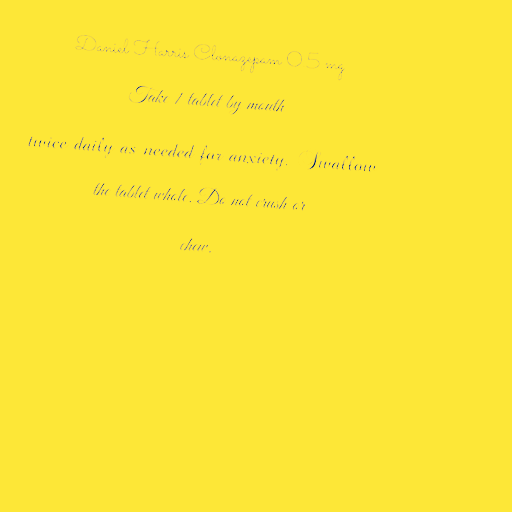 Daniel Harris Clonazepam 0.5 mg
Take 1 tablet by mouth
twice daily as needed for anxiety. Swallow
the tablet whole. Do not crush or
chew.